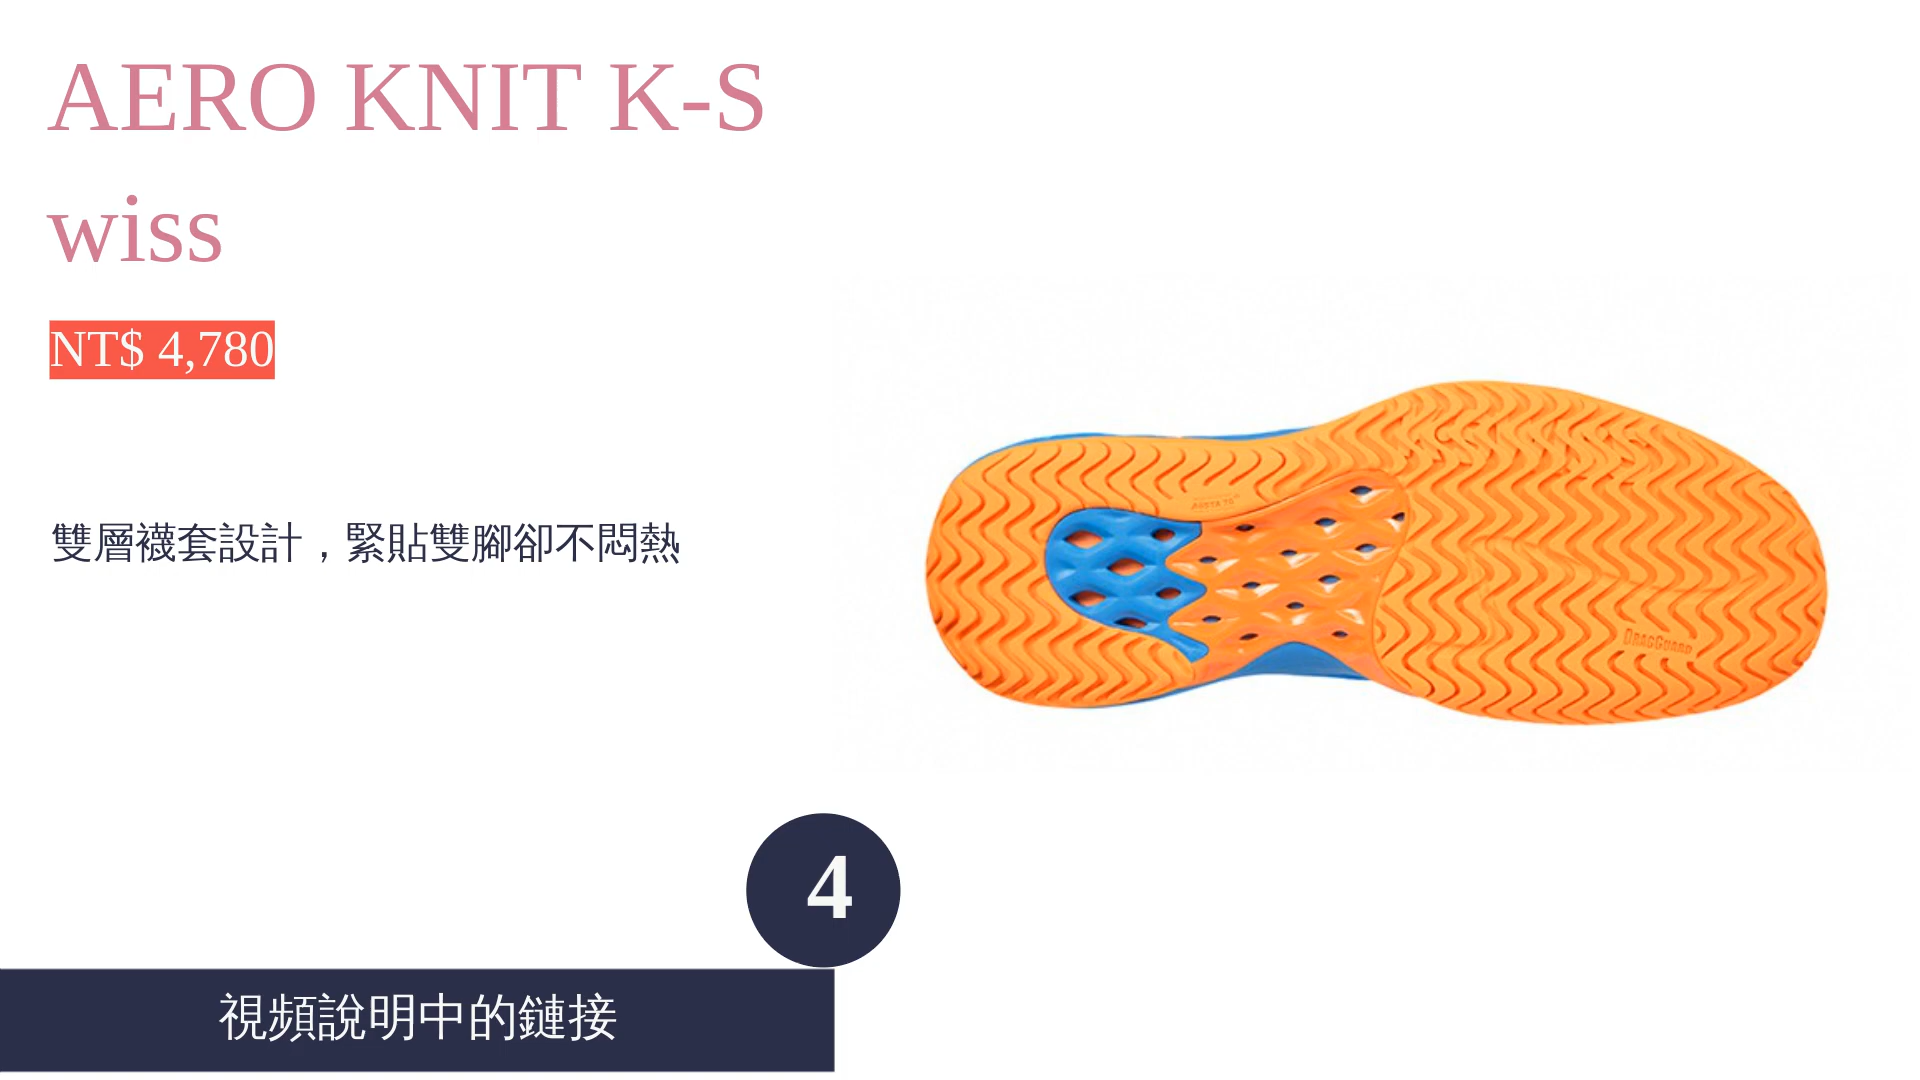 AERO KNIT K-S
wiss
NT$ 4,780
雙層襪套設計，緊貼雙腳卻不悶熱
DRAGGUARD
4
視頻說明中的鏈接